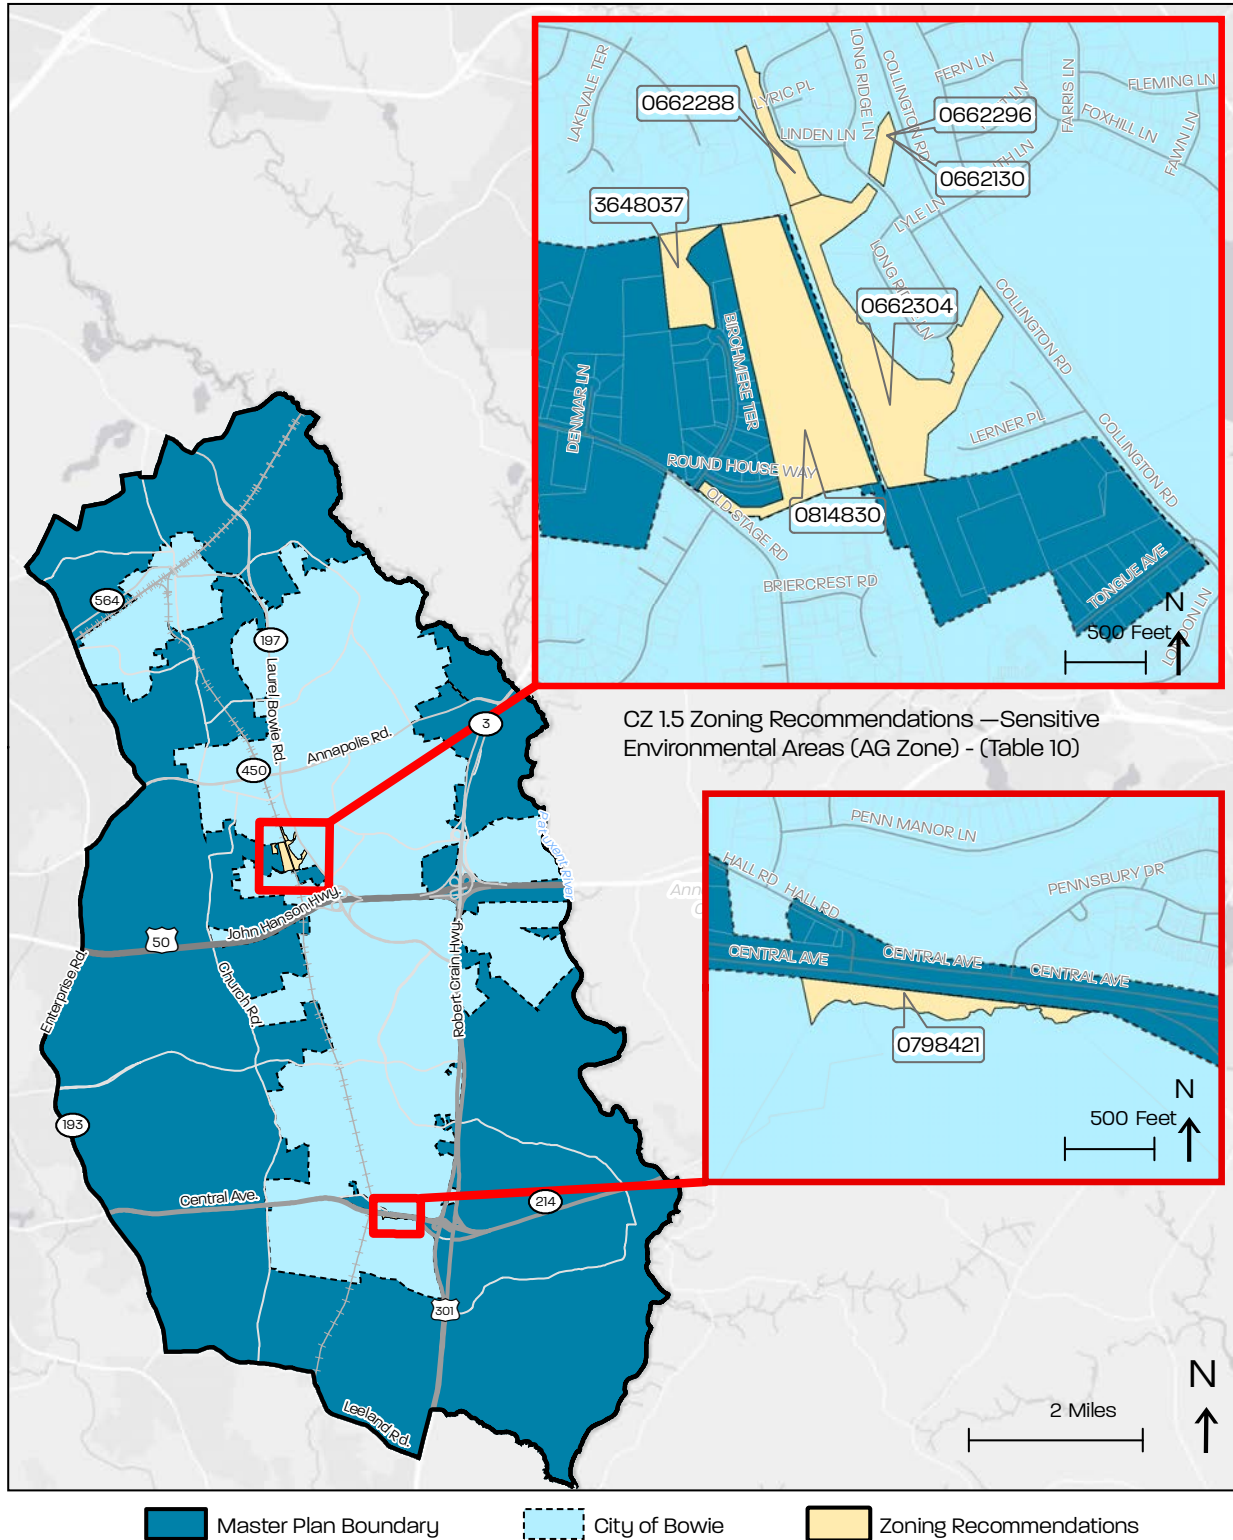 LAKEVALE TER
LYRIC PL
LINDEN LN
LONG RIDGE LN
COLLINGTON RD
FERN LN
FARRIS LN
FLEMING LN
FOXHILL LN
FAWN LN
0662288
0662296
0662130
3648037
LYLE LN
0662304
COLLINGTON RD
BIRCHMERE TER
DENMAR LN
LERNER PL
COLLINGTON RD
ROUND HOUSE WAY
OLD STAGE RD
0814830
BRIERCREST RD
TONGUE AVE
LONDON LN
N
500 Feet
CZ 1.5 Zoning Recommendations —Sensitive
Environmental Areas (AG Zone) - (Table 10)
PENN MANOR LN
HALL RD
HALL RD
PENNSBURY DR
CENTRAL AVE
CENTRAL AVE
CENTRAL AVE
0798421
N
500 Feet
564
197
Laurel Bowie Rd.
3
Annapolis Rd.
450
Patuxent River
John Hanson Hwy.
50
Enterprise Rd.
Church Rd.
Robert Crain Hwy.
193
Central Ave.
214
301
Leeland Rd.
N
2 Miles
Master Plan Boundary
City of Bowie
Zoning Recommendations